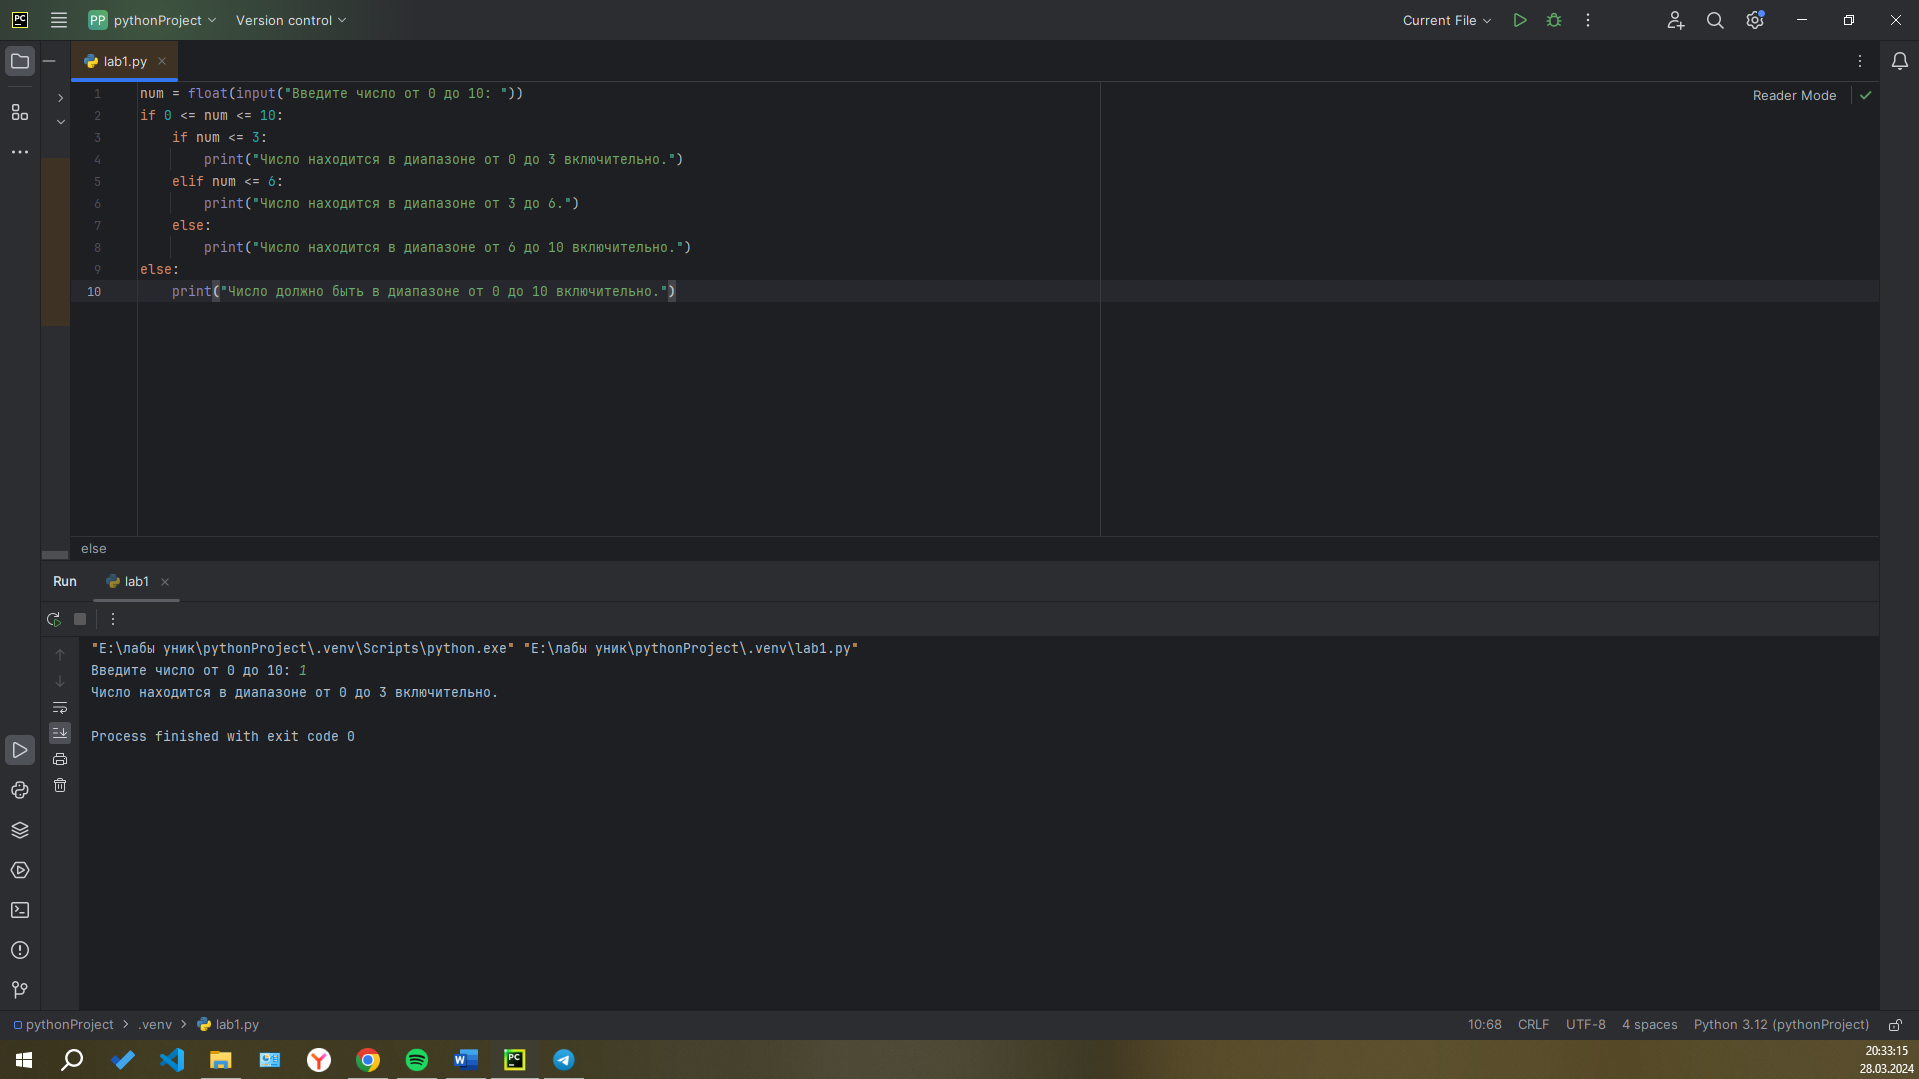 PC
PP pythonProject Version control Current File
lab1.py
Reader Mode
1 num = float(input("Введите число от 0 до 10: "))
2 if 0 <= num <= 10:
3     if num <= 3:
4         print("Число находится в диапазоне от 0 до 3 включительно.")
5     elif num <= 6:
6         print("Число находится в диапазоне от 3 до 6.")
7     else:
8         print("Число находится в диапазоне от 6 до 10 включительно.")
9 else:
10     print("Число должно быть в диапазоне от 0 до 10 включительно.")
else
Run lab1
"E:\лабы уник\pythonProject\.venv\Scripts\python.exe" "E:\лабы уник\pythonProject\.venv\lab1.py"
Введите число от 0 до 10: 1
Число находится в диапазоне от 0 до 3 включительно.
Process finished with exit code 0
pythonProject > .venv > lab1.py 10:68 CRLF UTF-8 4 spaces Python 3.12 (pythonProject)
20:33:15
28.03.2024